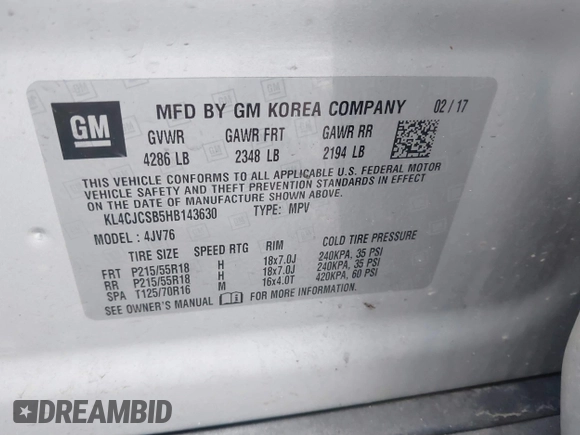 GM
MFD BY GM KOREA COMPANY 02/17
GVWR GAWR FRT GAWR RR
4286 LB 2348 LB 2194 LB
THIS VEHICLE CONFORMS TO ALL APPLICABLE U.S. FEDERAL MOTOR
VEHICLE SAFETY AND THEFT PREVENTION STANDARDS IN EFFECT
ON THE DATE OF MANUFACTURE SHOWN ABOVE.
KL4CJCSB5HB143630 TYPE: MPV
MODEL: 4JV76
TIRE SIZE SPEED RTG RIM COLD TIRE PRESSURE
FRT P215/55R18 H 18x7.0J 240KPA, 35 PSI
RR P215/55R18 H 18x7.0J 240KPA, 35 PSI
SPA T125/70R16 M 16x4.0T 420KPA, 60 PSI
SEE OWNER'S MANUAL FOR MORE INFORMATION.
DREAMBID